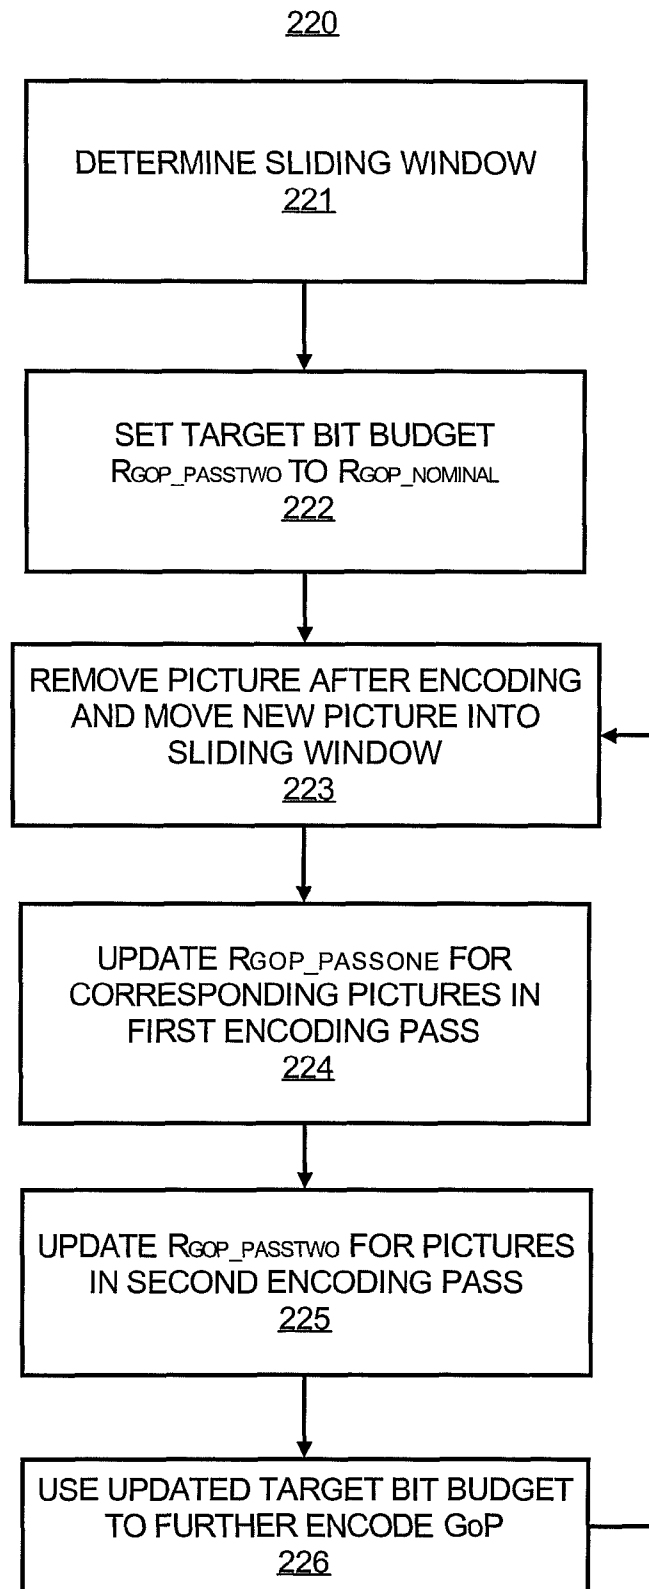 220
DETERMINE SLIDING WINDOW
221
SET TARGET BIT BUDGET
RGOP_PASSTWO TO RGOP_NOMINAL
222
REMOVE PICTURE AFTER ENCODING
AND MOVE NEW PICTURE INTO
SLIDING WINDOW
223
UPDATE RGOP_PASSONE FOR
CORRESPONDING PICTURES IN
FIRST ENCODING PASS
224
UPDATE RGOP_PASSTWO FOR PICTURES
IN SECOND ENCODING PASS
225
USE UPDATED TARGET BIT BUDGET
TO FURTHER ENCODE GoP
226